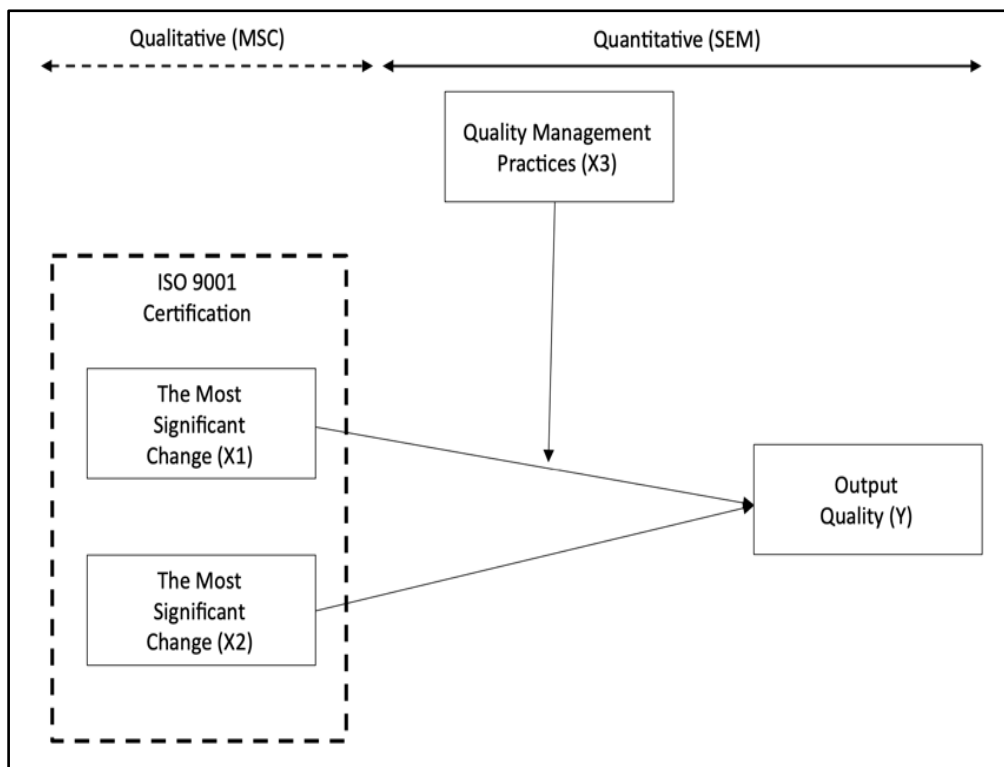 Qualitative (MSC)
Quantitative (SEM)
Quality Management
Practices (X3)
ISO 9001
Certification
The Most
Significant
Change (X1)
The Most
Significant
Change (X2)
Output
Quality (Y)